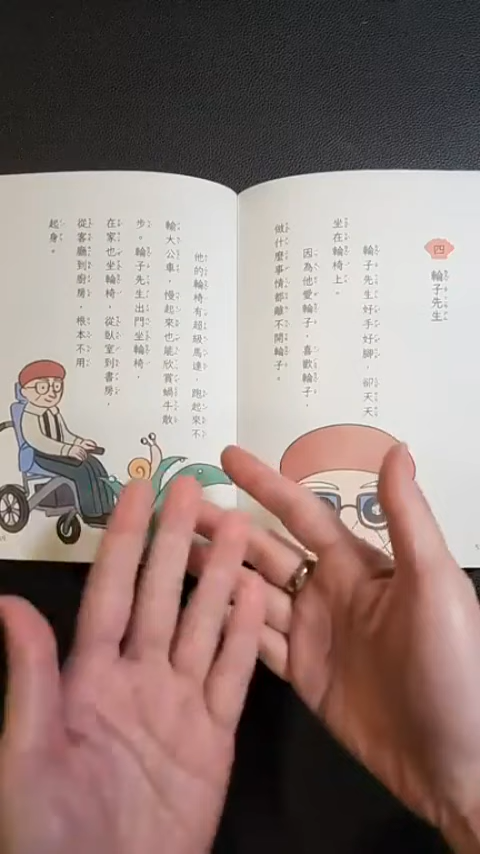 四
輪子先生
輪子先生好手好腳，卻天天
坐在輪椅上。
因為他愛輪子，喜歡輪子，
做什麼事情都離不開輪子。
他的輪椅有超級馬達，跑起來不
輸大公車，慢起來也能欣賞蝸牛散
步。輪子先生出門坐輪椅，
在家也坐輪椅，從臥室到書房，
從客廳到廚房，根本不用
起身。